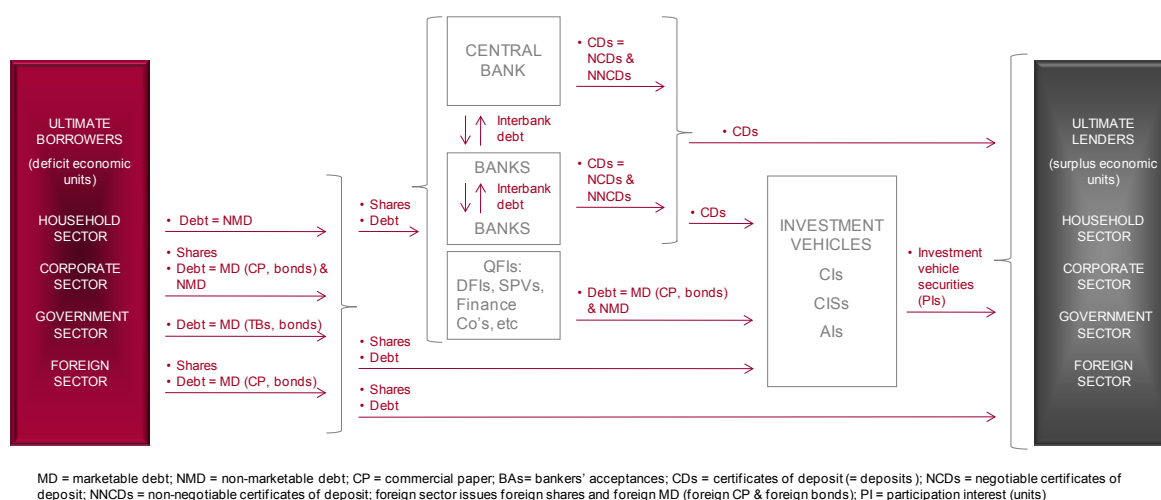 ULTIMATE
BORROWERS
(deficit economic
units)
HOUSEHOLD
SECTOR
CORPORATE
SECTOR
GOVERNMENT
SECTOR
FOREIGN
SECTOR
• Debt = NMD
• Shares
• Debt = MD (CP, bonds) &
NMD
• Debt = MD (TBs, bonds)
• Shares
• Debt = MD (CP, bonds)
• Shares
• Debt
CENTRAL
BANK
Interbank
debt
BANKS
Interbank
debt
BANKS
QFIs:
DFIs, SPVs,
Finance
Co's, etc
• Shares
• Debt
• Shares
• Debt
• CDs =
NCDs &
NNCDs
• CDs =
NCDs &
NNCDs
• Debt = MD (CP, bonds)
& NMD
• CDs
• CDs
INVESTMENT
VEHICLES
CIs
CISs
AIs
• Investment
vehicle
securities
(PIs)
ULTIMATE
LENDERS
(surplus economic
units)
HOUSEHOLD
SECTOR
CORPORATE
SECTOR
GOVERNMENT
SECTOR
FOREIGN
SECTOR
MD = marketable debt; NMD = non-marketable debt; CP = commercial paper; BAs= bankers' acceptances; CDs = certificates of deposit (= deposits ); NCDs = negotiable certificates of
deposit; NNCDs = non-negotiable certificates of deposit; foreign sector issues foreign shares and foreign MD (foreign CP & foreign bonds); PI = participation interest (units)